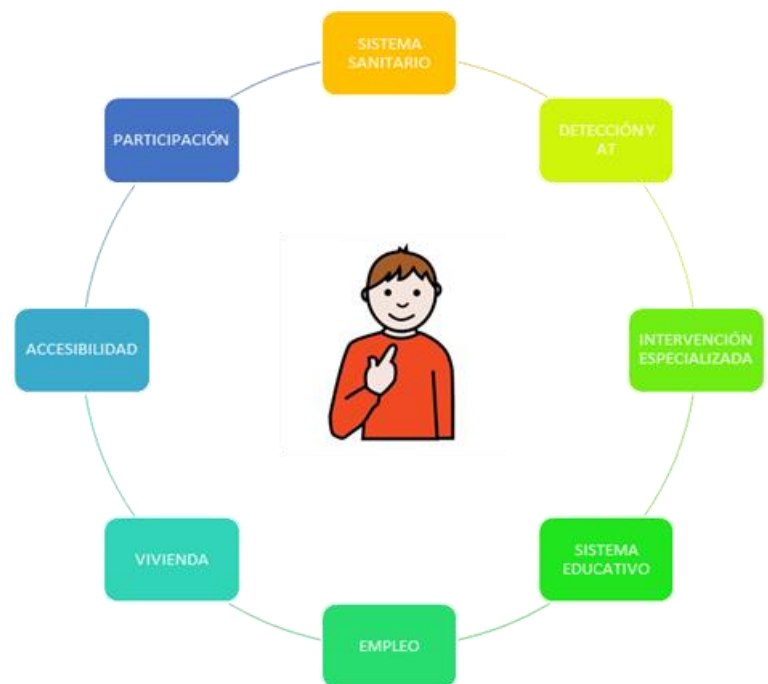 SISTEMA
SANITARIO
DETECCIÓN Y
AT
INTERVENCIÓN
ESPECIALIZADA
SISTEMA
EDUCATIVO
EMPLEO
VIVIENDA
ACCESIBILIDAD
PARTICIPACIÓN